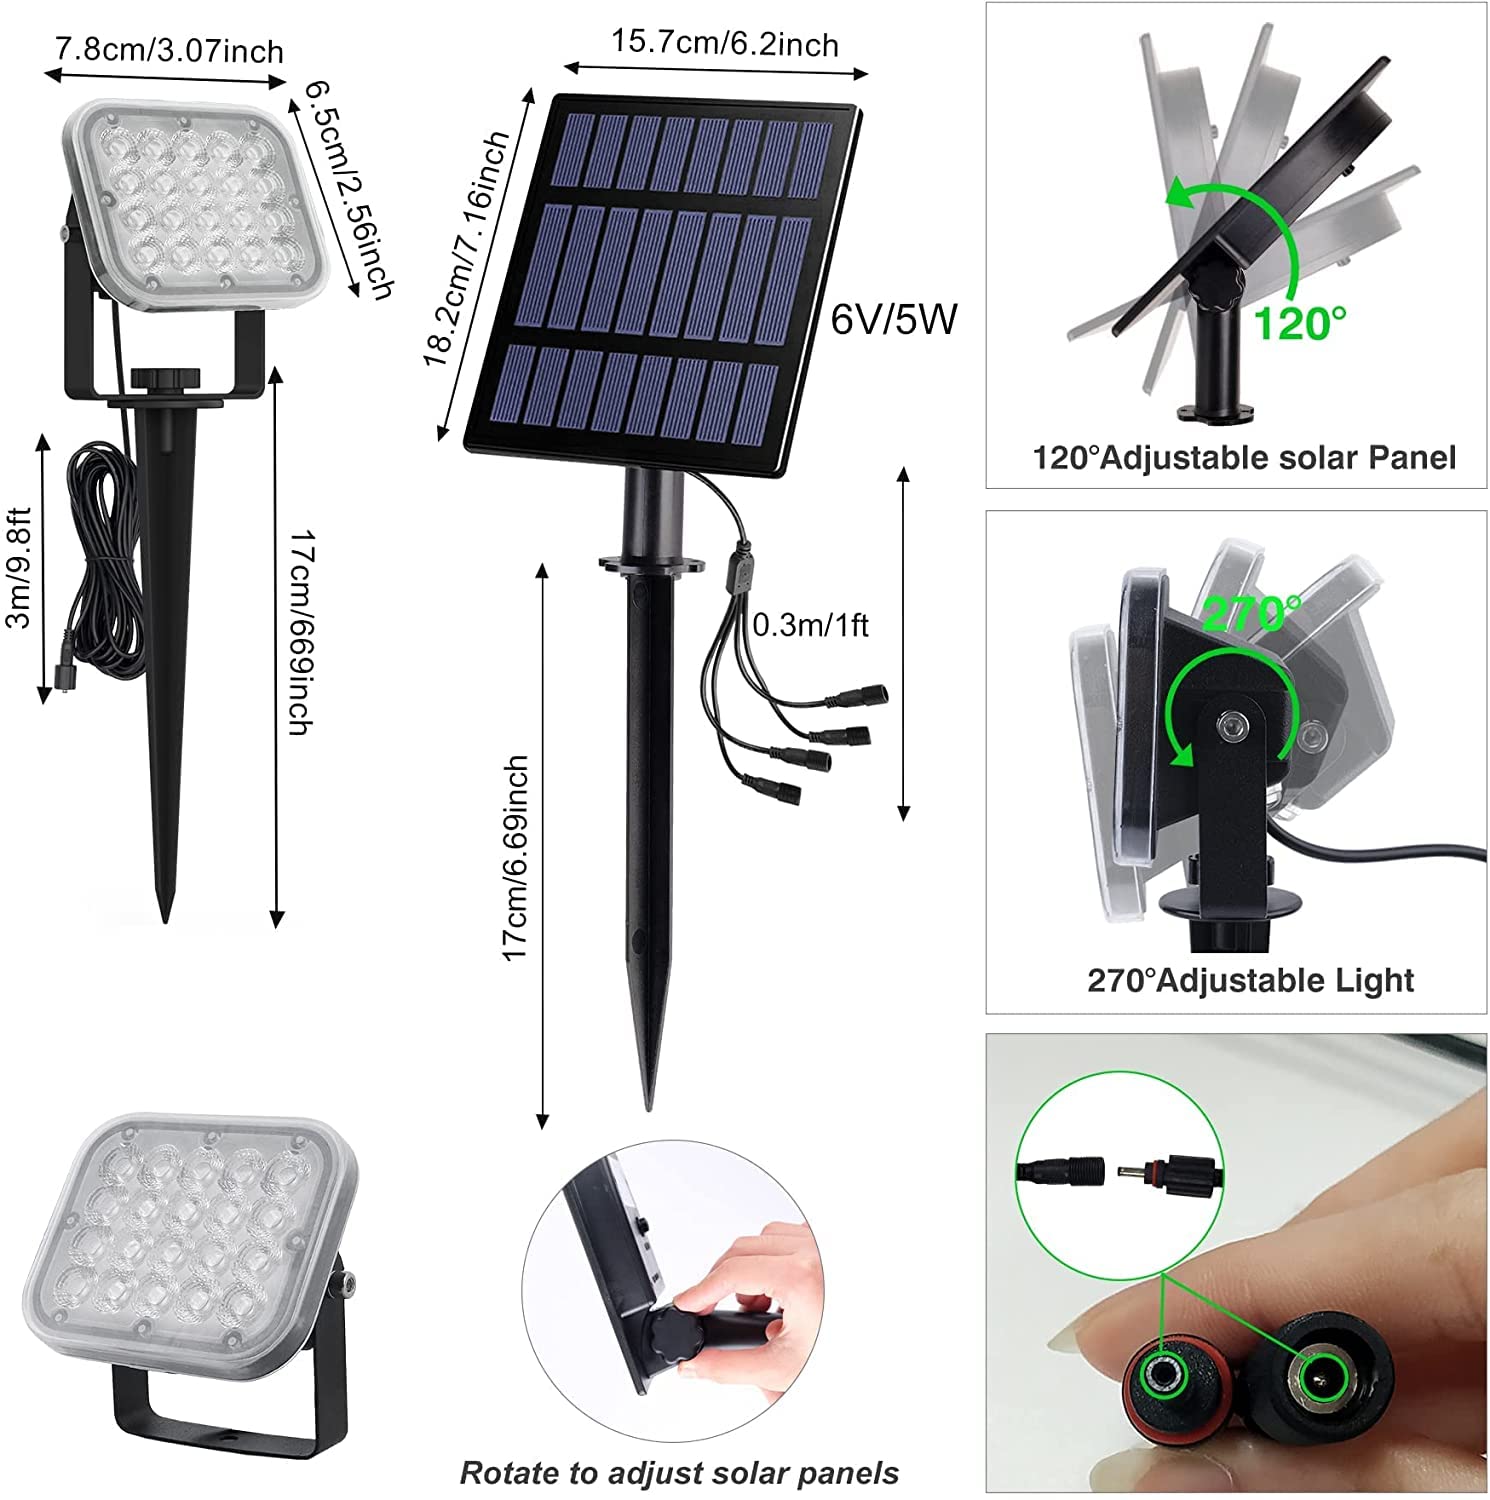 7.8cm/3.07inch
6.5cm/2.56inch
3m/9.8ft
17cm/669inch
15.7cm/6.2inch
18.2cm/7.16inch
6V/5W
0.3m/1ft
17cm/6.69inch
Rotate to adjust solar panels
120°
120°Adjustable solar Panel
270°
270°Adjustable Light